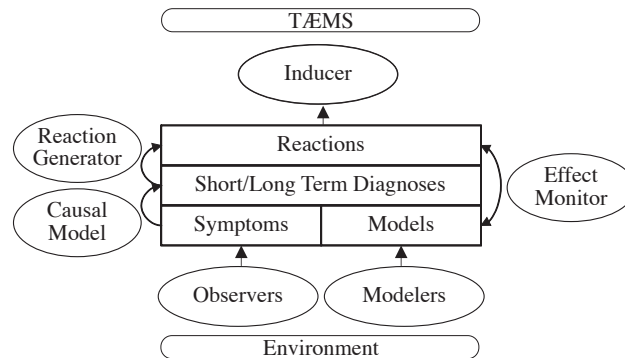 TÆMS
Inducer
Reaction
Generator
Reactions
Short/Long Term Diagnoses
Effect
Monitor
Causal
Model
Symptoms
Models
Observers
Modelers
Environment